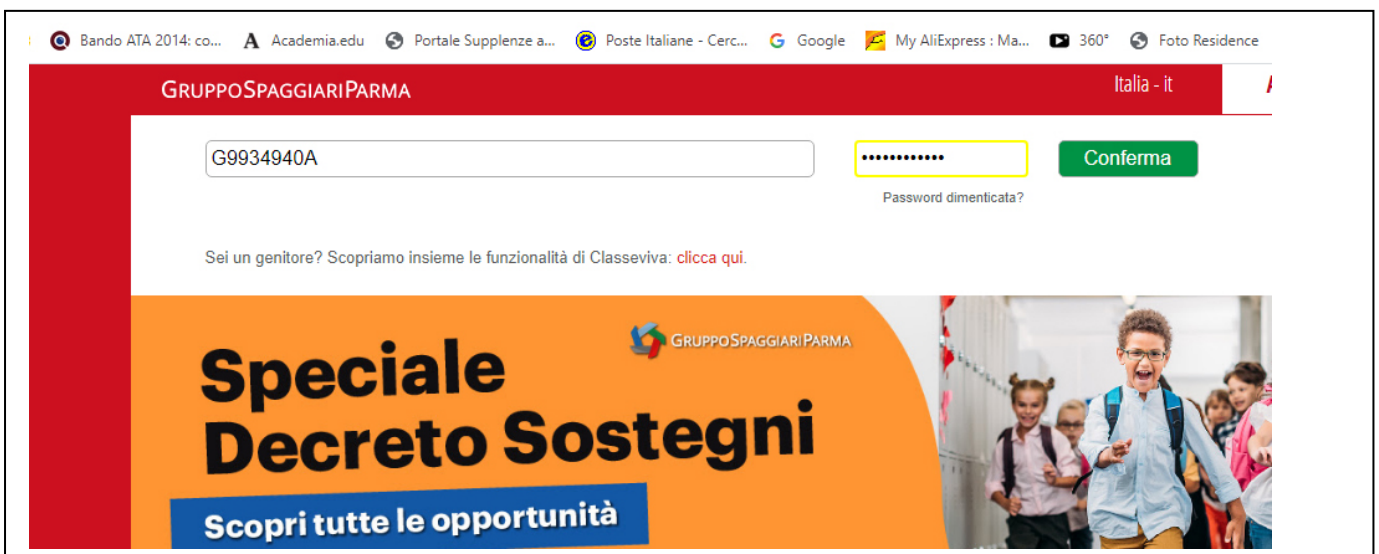 Bando ATA 2014: co... Academia.edu Portale Supplenze a... Poste Italiane - Cerc... Google My AliExpress : Ma... 360° Foto Residence
GRUPPOSPAGGIARIPARMA Italia - it
G9934940A •••••••••••• Conferma
Password dimenticata?
Sei un genitore? Scopriamo insieme le funzionalità di Classeviva: clicca qui.
GRUPPOSPAGGIARIPARMA
Speciale
Decreto Sostegni
Scopri tutte le opportunità